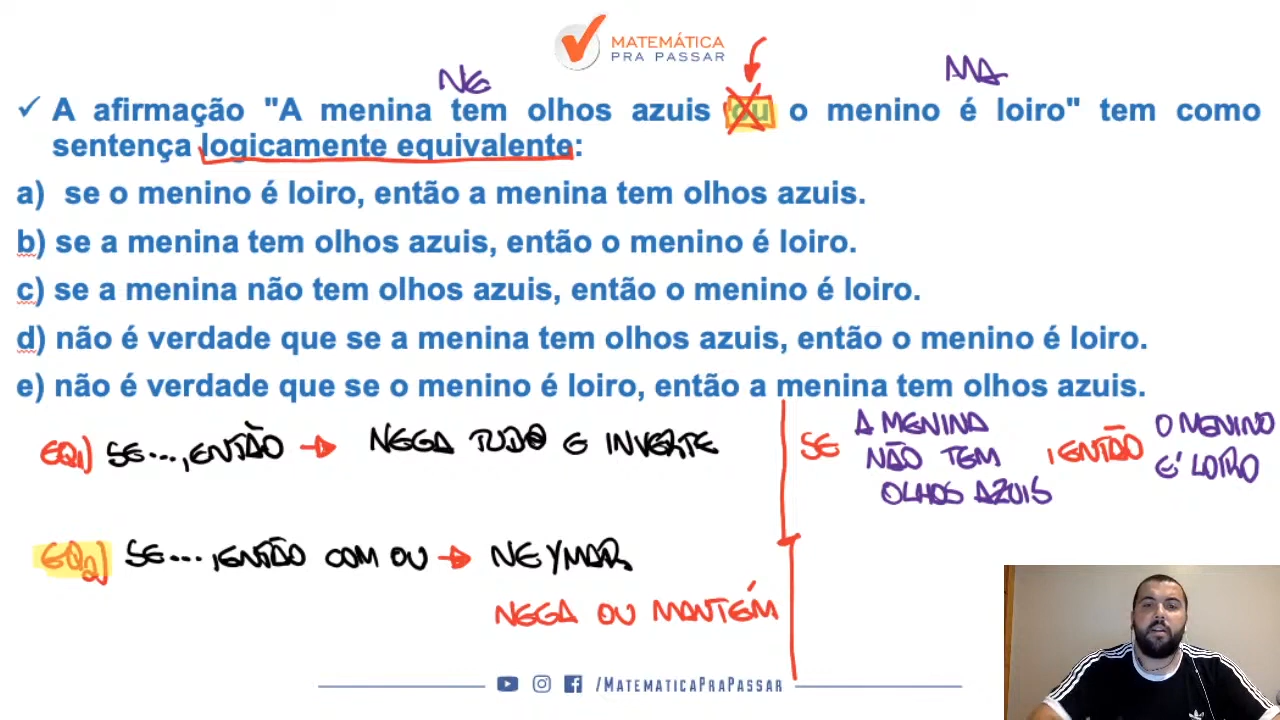 MATEMÁTICA
PRA PASSAR
NE
MA
✓ A afirmação "A menina tem olhos azuis ou o menino é loiro" tem como
sentença logicamente equivalente:
a) se o menino é loiro, então a menina tem olhos azuis.
b) se a menina tem olhos azuis, então o menino é loiro.
c) se a menina não tem olhos azuis, então o menino é loiro.
d) não é verdade que se a menina tem olhos azuis, então o menino é loiro.
e) não é verdade que se o menino é loiro, então a menina tem olhos azuis.
EQ1) SE...,ENTÃO → NEGA TUDO E INVERTE
EQ2) SE...,ENTÃO COM OU → NEYMAR
NEGA OU MANTÉM
SE A MENINA NÃO TEM OLHOS AZUIS ,ENTÃO O MENINO É LOIRO
/MATEMATICAPRAPASSAR